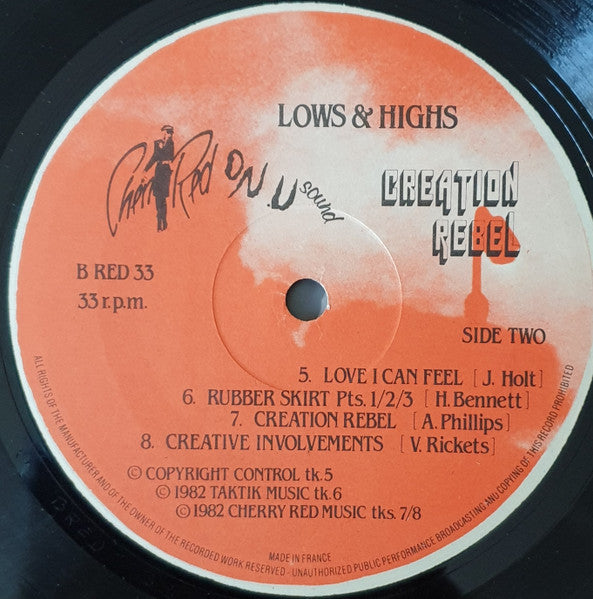 LOWS & HIGHS
Cherry Red ON.U sound
CREATION
REBEL
B RED 33
33 r.p.m.
SIDE TWO
5. LOVE I CAN FEEL [J. Holt]
6. RUBBER SKIRT Pts. 1/2/3 [H. Bennett]
7. CREATION REBEL [A. Phillips]
8. CREATIVE INVOLVEMENTS [V. Rickets]
© COPYRIGHT CONTROL tk.5
© 1982 TAKTIK MUSIC tk.6
© 1982 CHERRY RED MUSIC tks. 7/8
MADE IN FRANCE
ALL RIGHTS OF THE MANUFACTURER AND OF THE OWNER OF THE RECORDED WORK RESERVED - UNAUTHORIZED PUBLIC PERFORMANCE BROADCASTING AND COPYING OF THIS RECORD PROHIBITED